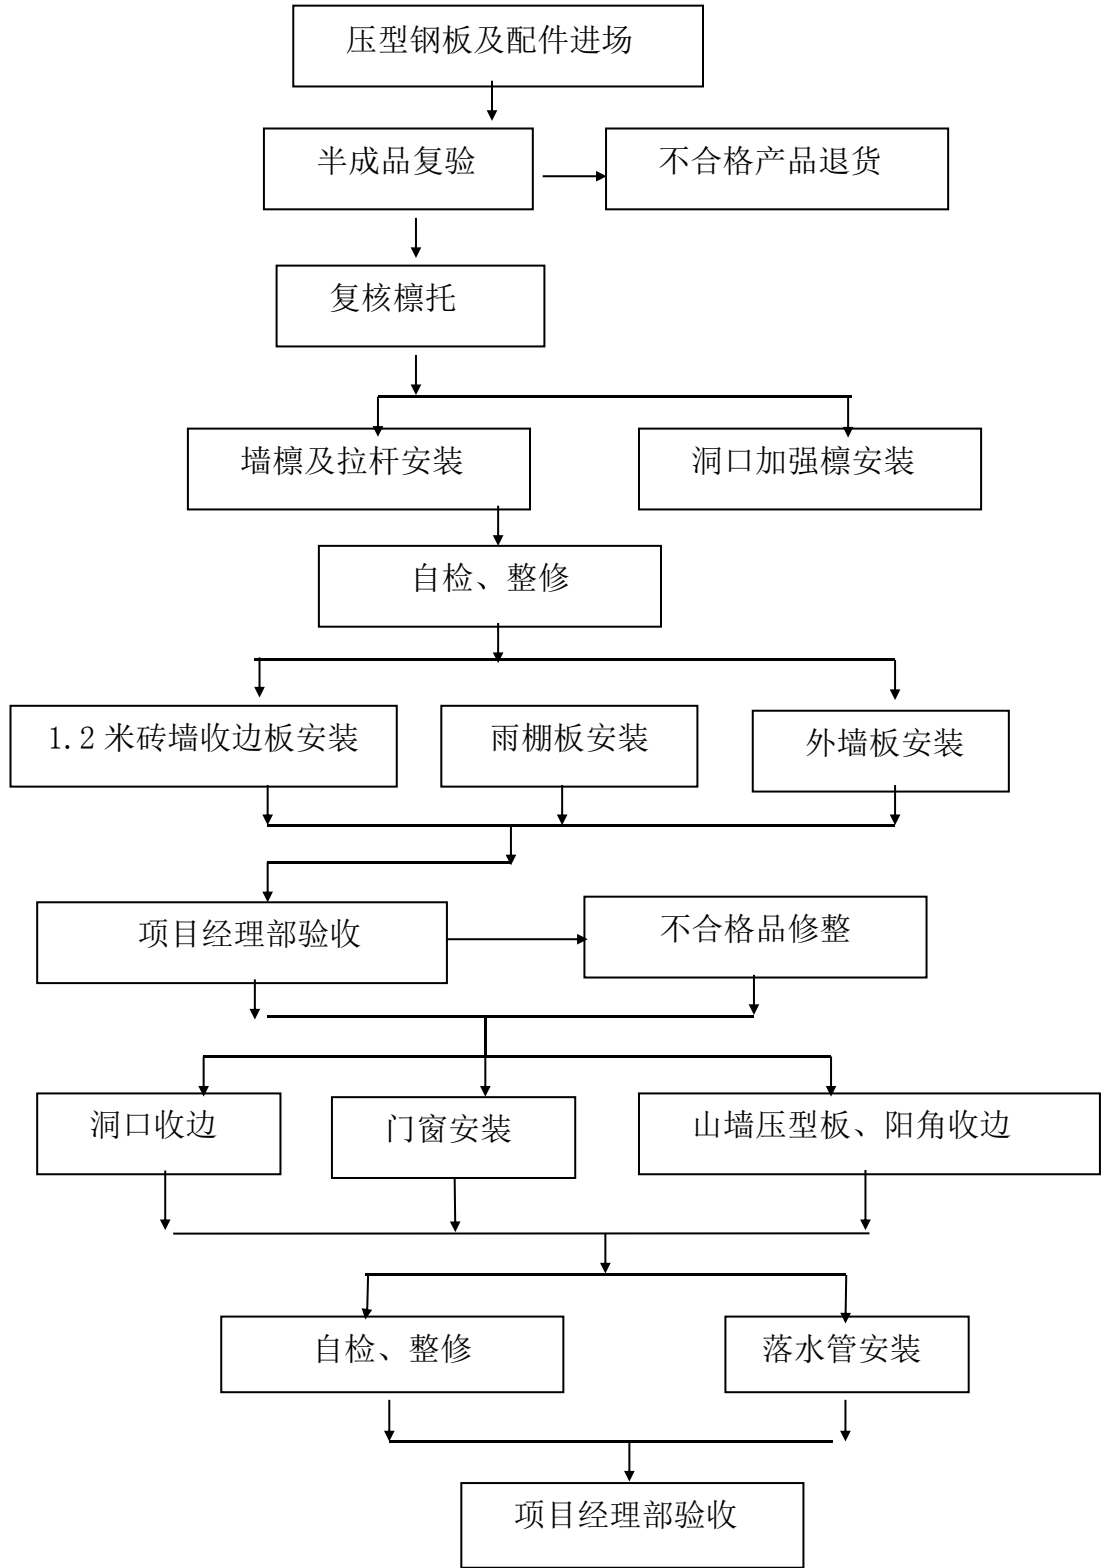 压型钢板及配件进场
半成品复验
不合格产品退货
复核檩托
墙檩及拉杆安装
洞口加强檩安装
自检、整修
1.2 米砖墙收边板安装
雨棚板安装
外墙板安装
项目经理部验收
不合格品修整
洞口收边
门窗安装
山墙压型板、阳角收边
自检、整修
落水管安装
项目经理部验收